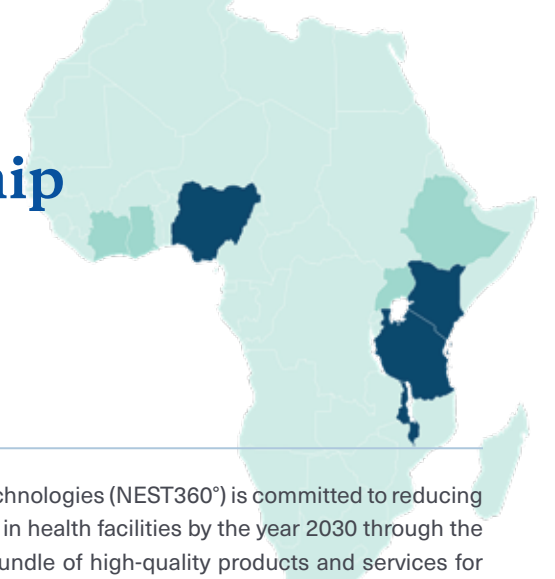 ip
chnologies (NEST360°) is committed to reducing
in health facilities by the year 2030 through the
undle of high-quality products and services for